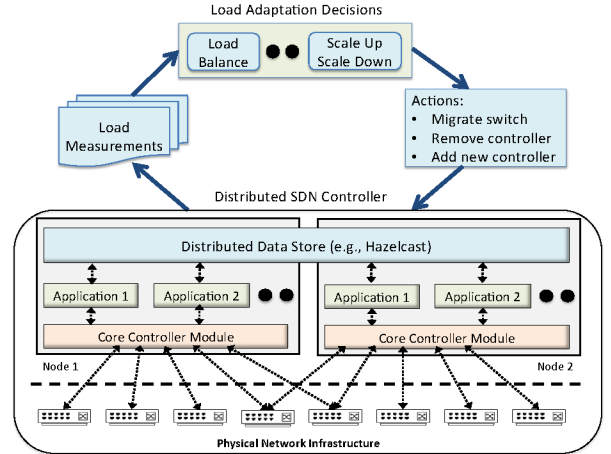 Load Adaptation Decisions
Load
Balance
Scale Up
Scale Down
Load
Measurements
Actions:
• Migrate switch
• Remove controller
• Add new controller
Distributed SDN Controller
Distributed Data Store (e.g., Hazelcast)
Application 1
Application 2
Application 1
Application 2
Core Controller Module
Core Controller Module
Node 1
Node 2
Physical Network Infrastructure